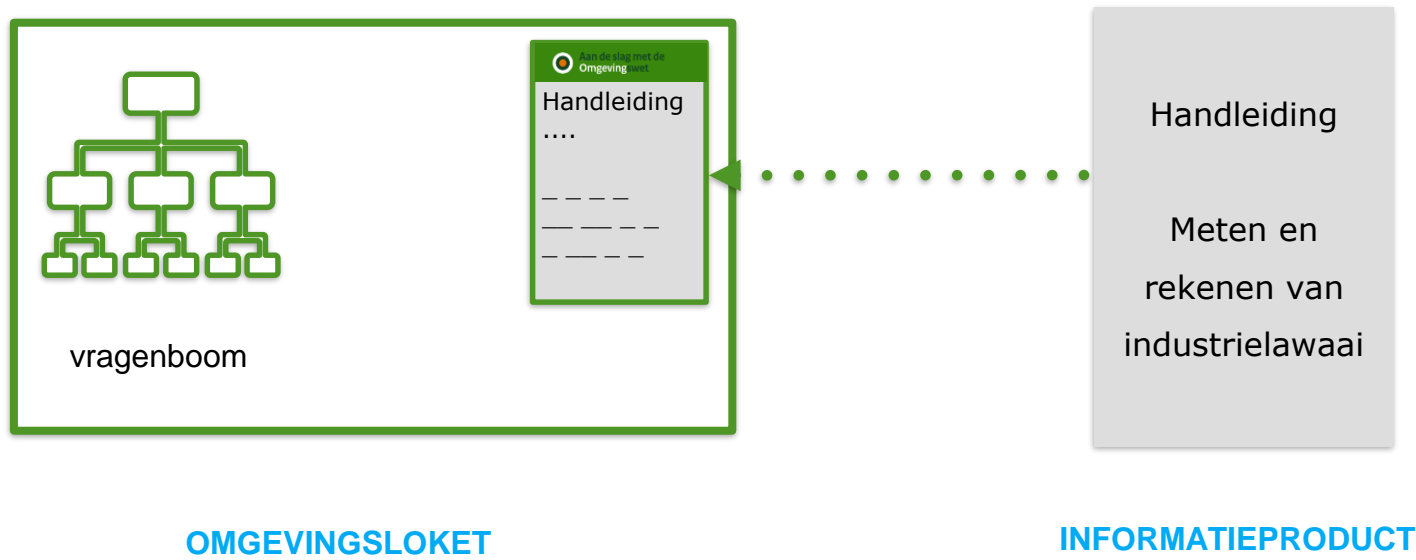 Aan de slag met de
Omgevingswet
Handleiding
....
vragenboom
Handleiding
Meten en
rekenen van
industrielawaai
OMGEVINGSLOKET
INFORMATIEPRODUCT